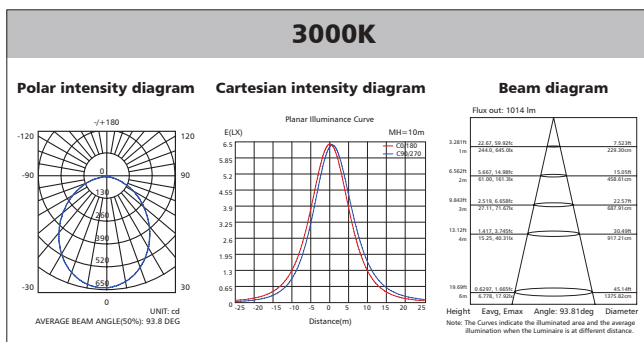 3000K
Polar intensity diagram
Cartesian intensity diagram
Beam diagram
-/+180
-120
120
-90
90
-30
30
0
0
130
260
390
520
650
UNIT: cd
AVERAGE BEAM ANGLE(50%): 93.8 DEG
Planar Illuminance Curve
E(LX)
MH=10m
C0/180
C90/270
6.5
5.85
5.2
4.55
3.9
3.25
2.6
1.95
1.3
0.65
-25 -20 -15 -10 -5 0 5 10 15 20 25
Distance(m)
Flux out: 1014 lm
3.281ft 22.67, 59.92fc 7.523ft
1m 244.0, 645.0lx 229.30cm
6.562ft 5.667, 14.98fc 15.05ft
2m 61.00, 161.3lx 458.61cm
9.843ft 2.519, 6.658fc 22.57ft
3m 27.11, 71.67lx 687.91cm
13.12ft 1.417, 3.745fc 30.49ft
4m 15.25, 40.31lx 917.21cm
19.69ft 0.6297, 1.665fc 45.14ft
6m 6.778, 17.92lx 1375.82cm
Height Eavg, Emax Angle: 93.81deg Diameter
Note: The Curves indicate the illuminated area and the average
illumination when the Luminaire is at different distance.